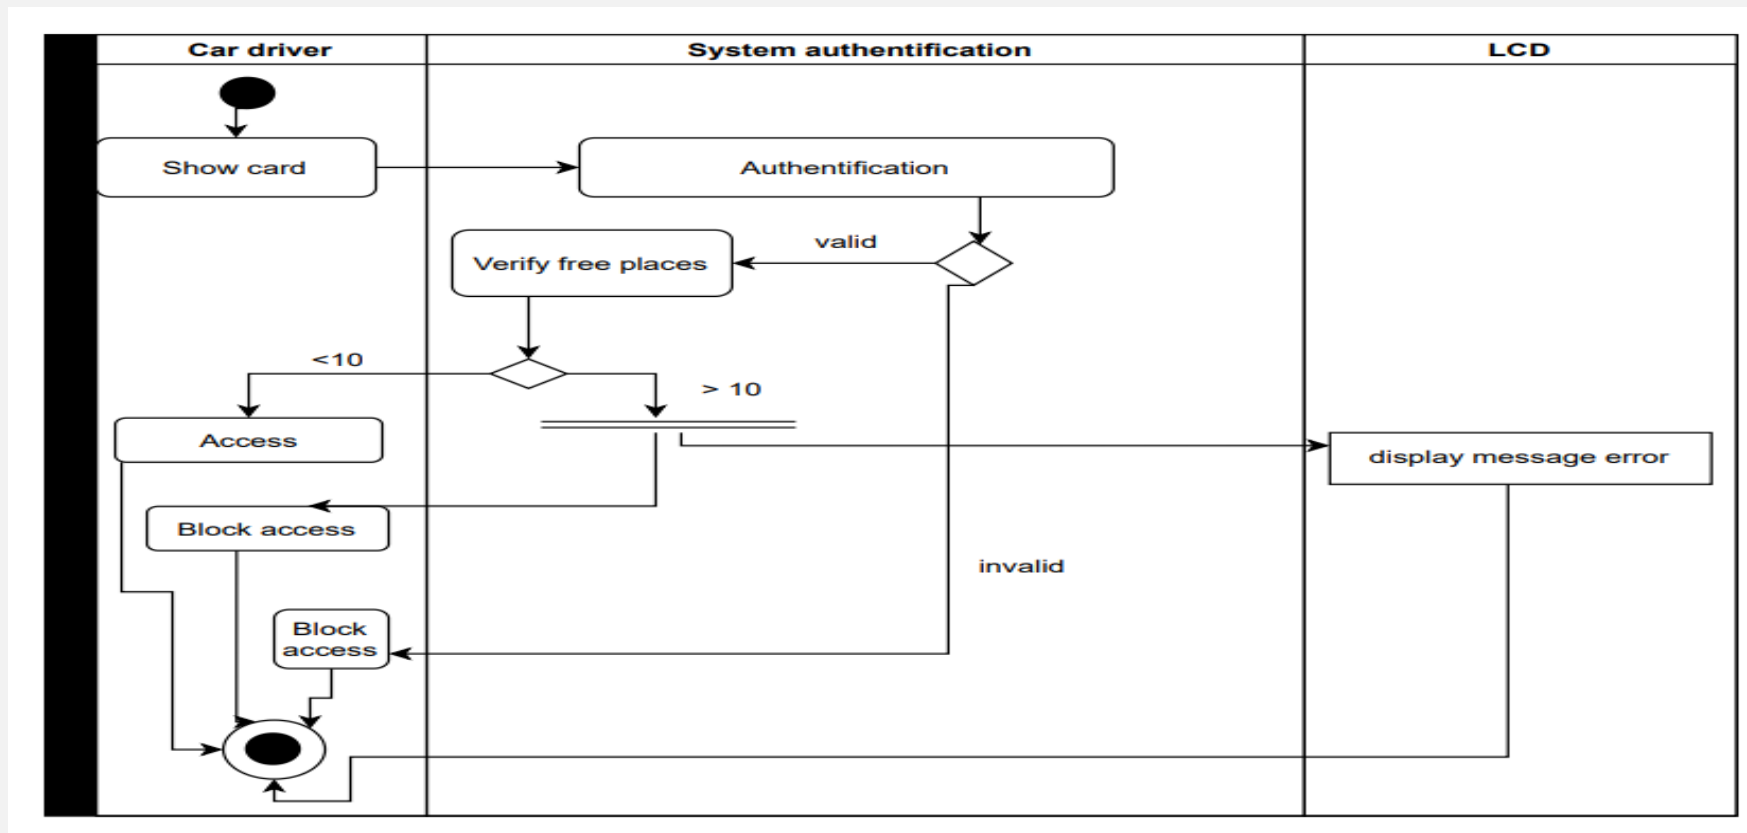 Car driver
System authentification
LCD
Show card
Authentification
valid
Verify free places
<10
> 10
Access
display message error
Block access
invalid
Block
access